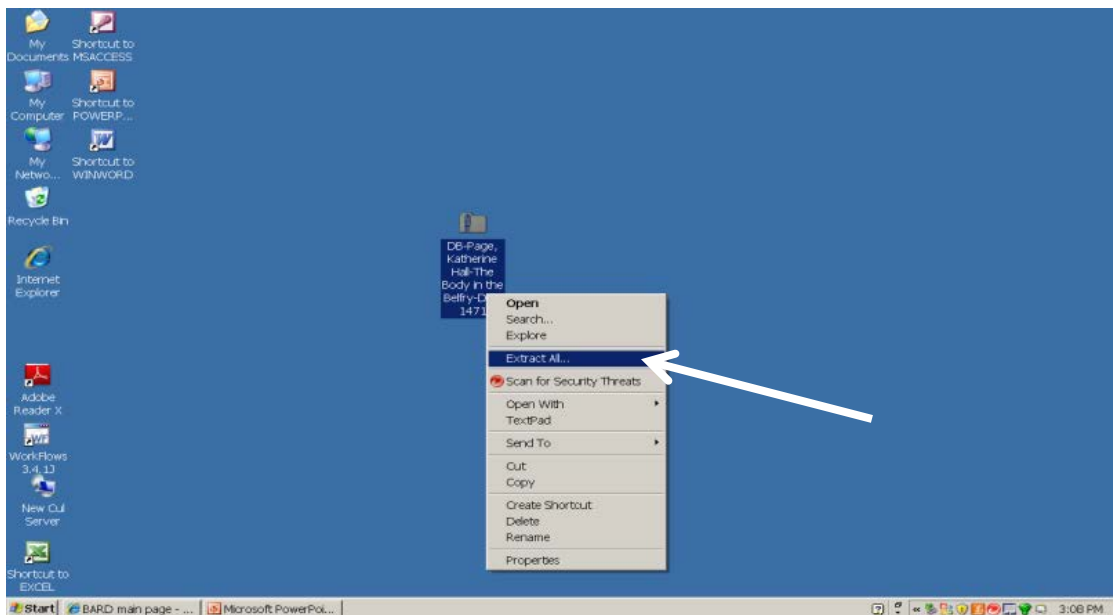 My Documents
Shortcut to MSACCESS
My Computer
Shortcut to POWERP...
My Netwo...
Shortcut to WINWORD
Recycle Bin
Internet Explorer
Adobe Reader X
WorkFlows 3.4.1J
New Cul Server
Shortcut to EXCEL
DB-Page,
Katherine
Hall-The
Body in the
Belfry-D
1471
Open
Search...
Explore
Extract All...
Scan for Security Threats
Open With
TextPad
Send To
Cut
Copy
Create Shortcut
Delete
Rename
Properties
Start
BARD main page - ...
Microsoft PowerPoi...
3:08 PM